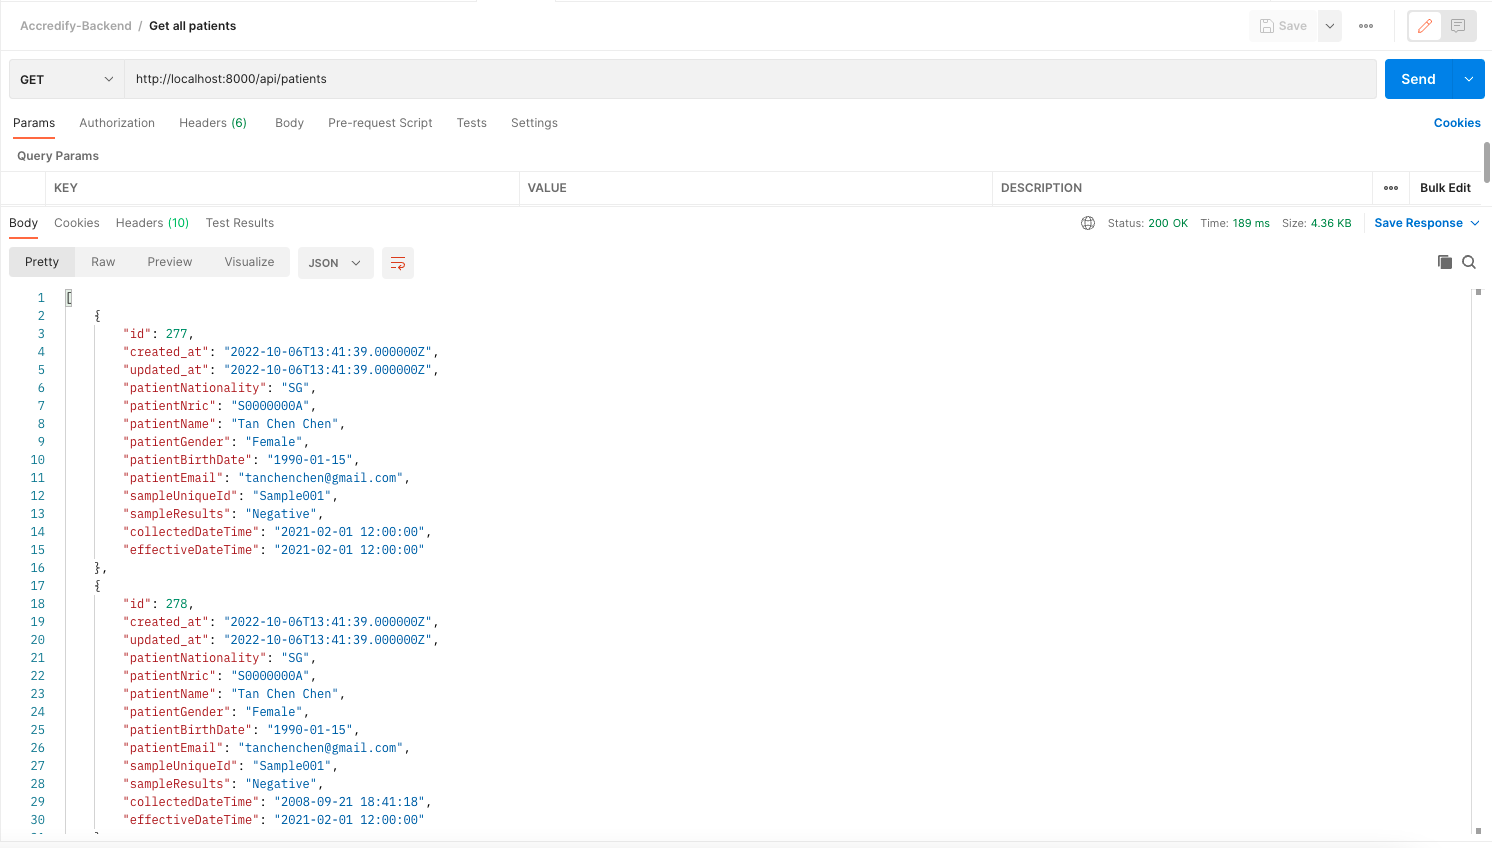 Accredify-Backend / Get all patients
Save
GET http://localhost:8000/api/patients Send
Params Authorization Headers (6) Body Pre-request Script Tests Settings Cookies
Query Params
KEY VALUE DESCRIPTION Bulk Edit
Body Cookies Headers (10) Test Results Status: 200 OK Time: 189 ms Size: 4.36 KB Save Response
Pretty Raw Preview Visualize JSON
1 [
2 {
3 "id": 277,
4 "created_at": "2022-10-06T13:41:39.000000Z",
5 "updated_at": "2022-10-06T13:41:39.000000Z",
6 "patientNationality": "SG",
7 "patientNric": "S0000000A",
8 "patientName": "Tan Chen Chen",
9 "patientGender": "Female",
10 "patientBirthDate": "1990-01-15",
11 "patientEmail": "tanchenchen@gmail.com",
12 "sampleUniqueId": "Sample001",
13 "sampleResults": "Negative",
14 "collectedDateTime": "2021-02-01 12:00:00",
15 "effectiveDateTime": "2021-02-01 12:00:00"
16 },
17 {
18 "id": 278,
19 "created_at": "2022-10-06T13:41:39.000000Z",
20 "updated_at": "2022-10-06T13:41:39.000000Z",
21 "patientNationality": "SG",
22 "patientNric": "S0000000A",
23 "patientName": "Tan Chen Chen",
24 "patientGender": "Female",
25 "patientBirthDate": "1990-01-15",
26 "patientEmail": "tanchenchen@gmail.com",
27 "sampleUniqueId": "Sample001",
28 "sampleResults": "Negative",
29 "collectedDateTime": "2008-09-21 18:41:18",
30 "effectiveDateTime": "2021-02-01 12:00:00"